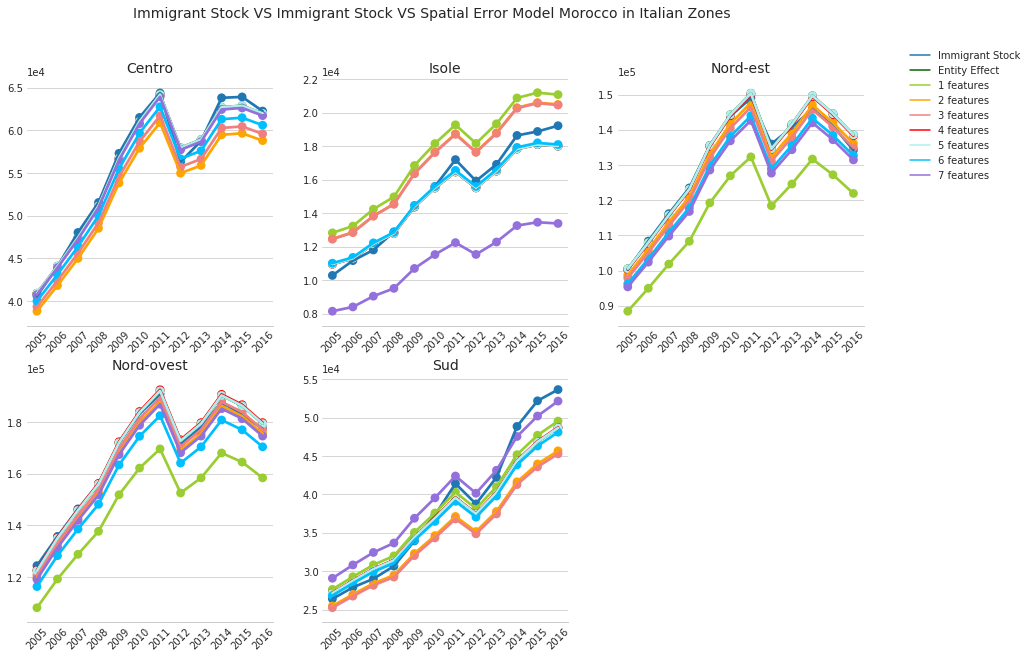 Immigrant Stock VS Immigrant Stock VS Spatial Error Model Morocco in Italian Zones
Centro
1e4
6.5
6.0
5.5
5.0
4.5
4.0
2005 2006 2007 2008 2009 2010 2011 2012 2013 2014 2015 2016
Isole
1e4
2.2
2.0
1.8
1.6
1.4
1.2
1.0
0.8
2005 2006 2007 2008 2009 2010 2011 2012 2013 2014 2015 2016
Nord-est
1e5
1.5
1.4
1.3
1.2
1.1
1.0
0.9
2005 2006 2007 2008 2009 2010 2011 2012 2013 2014 2015 2016
Immigrant Stock
Entity Effect
1 features
2 features
3 features
4 features
5 features
6 features
7 features
Nord-ovest
1e5
1.8
1.6
1.4
1.2
2005 2006 2007 2008 2009 2010 2011 2012 2013 2014 2015 2016
Sud
1e4
5.5
5.0
4.5
4.0
3.5
3.0
2.5
2005 2006 2007 2008 2009 2010 2011 2012 2013 2014 2015 2016